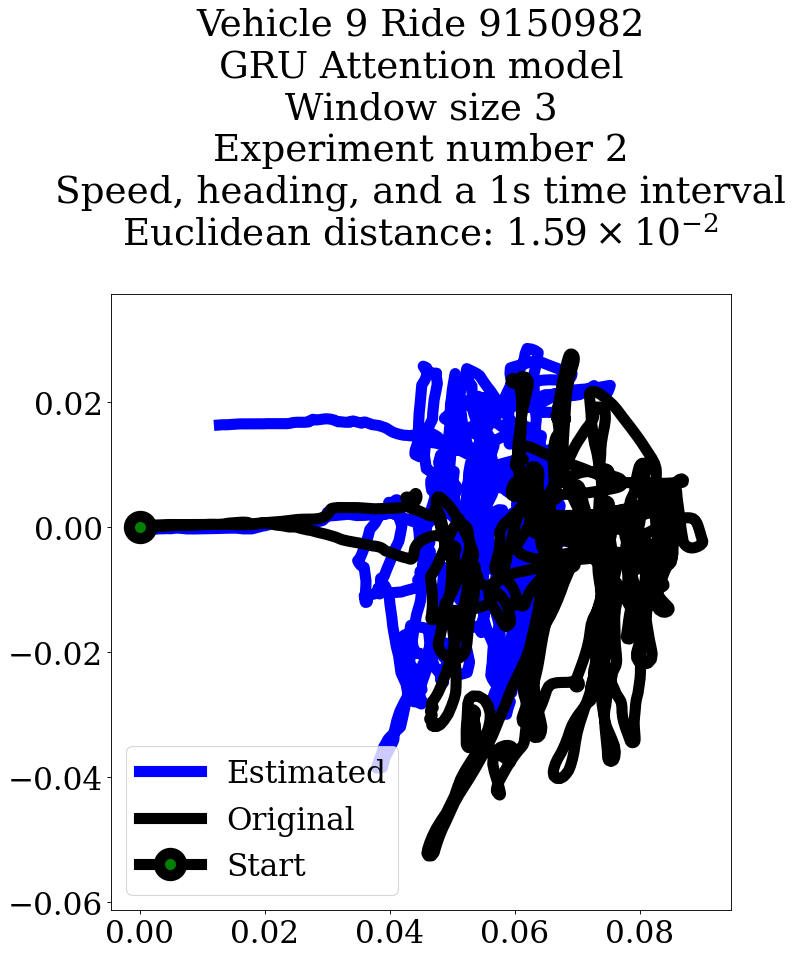 Vehicle 9 Ride 9150982
GRU Attention model
Window size 3
Experiment number 2
Speed, heading, and a 1s time interval
Euclidean distance: 1.59 × 10⁻²
0.02
0.00
−0.02
−0.04
−0.06
Estimated
Original
Start
0.00 0.02 0.04 0.06 0.08